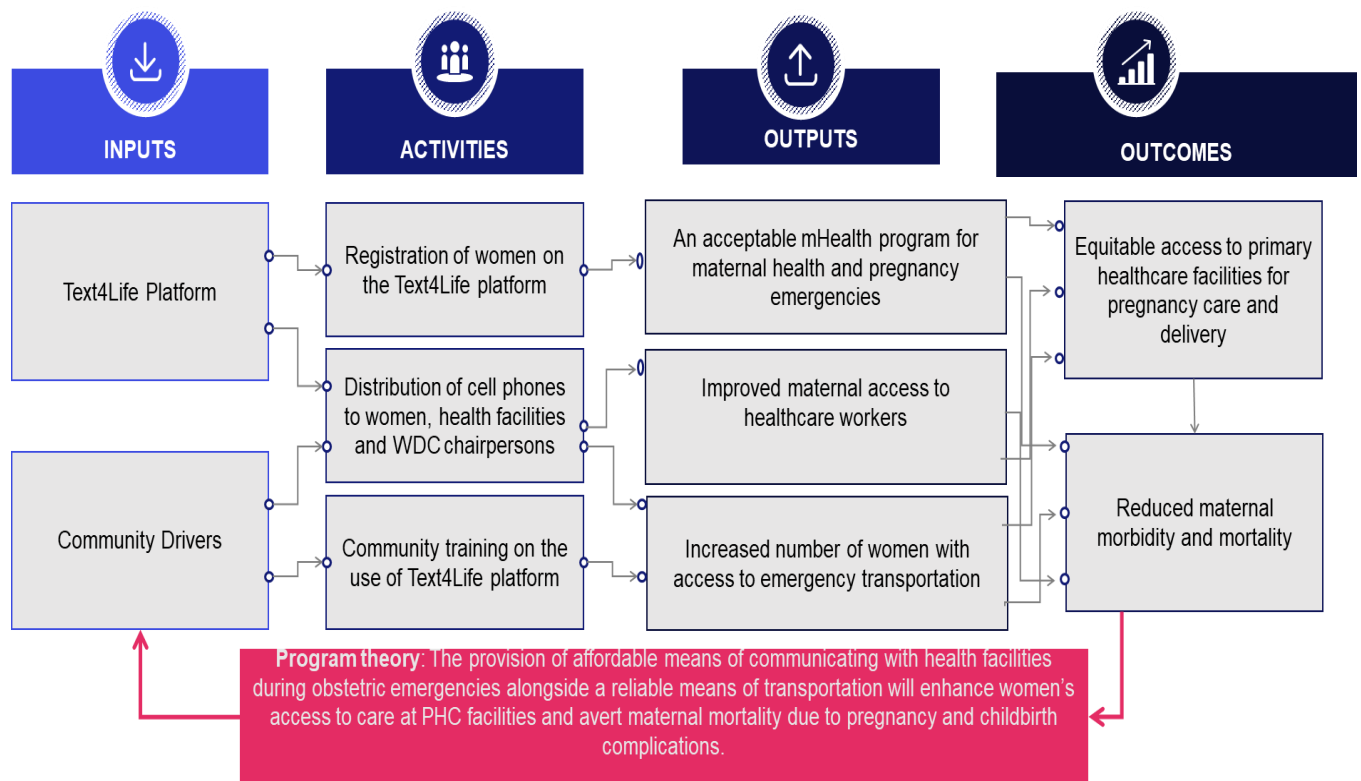 INPUTS
ACTIVITIES
OUTPUTS
OUTCOMES
Text4Life Platform
Community Drivers
Registration of women on
the Text4Life platform
Distribution of cell phones
to women, health facilities
and WDC chairpersons
Community training on the
use of Text4Life platform
An acceptable mHealth program for
maternal health and pregnancy
emergencies
Improved maternal access to
healthcare workers
Increased number of women with
access to emergency transportation
Equitable access to primary
healthcare facilities for
pregnancy care and
delivery
Reduced maternal
morbidity and mortality
Program theory: The provision of affordable means of communicating with health facilities
during obstetric emergencies alongside a reliable means of transportation will enhance women’s
access to care at PHC facilities and avert maternal mortality due to pregnancy and childbirth
complications.